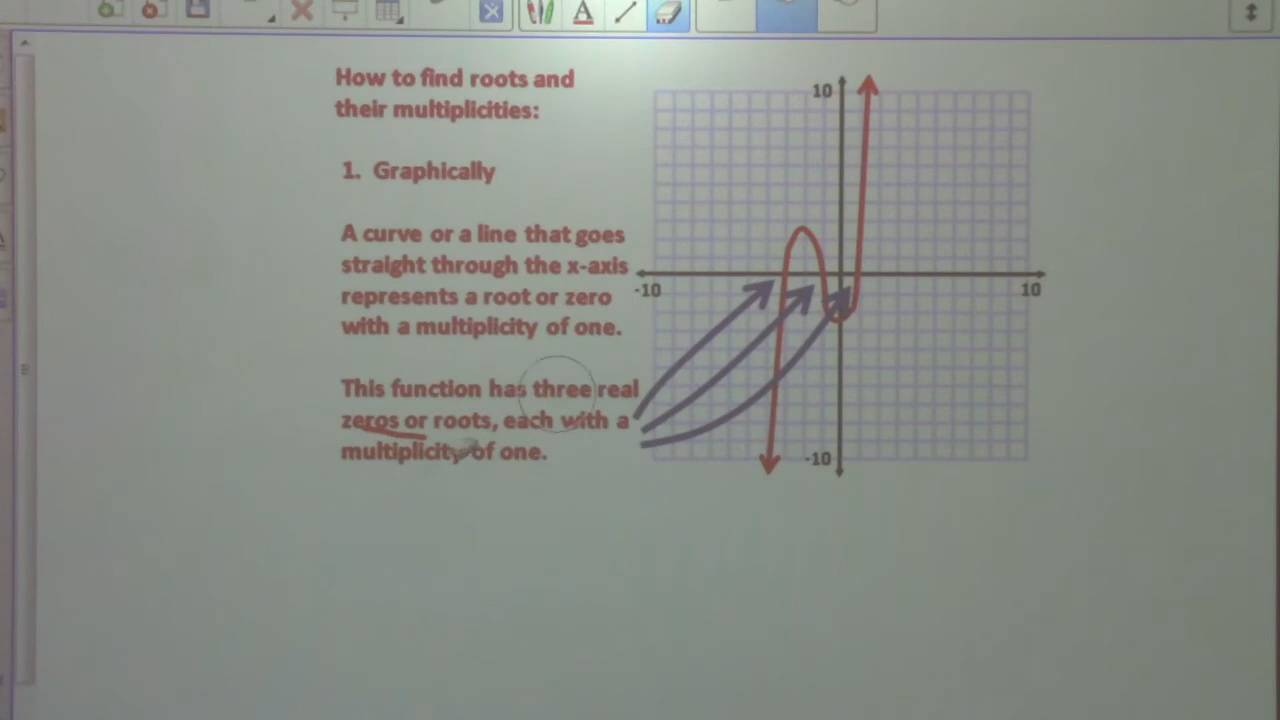 How to find roots and
their multiplicities:
1. Graphically
A curve or a line that goes
straight through the x-axis
represents a root or zero
with a multiplicity of one.
This function has three real
zeros or roots, each with a
multiplicity of one.
10
-10
10
-10
A